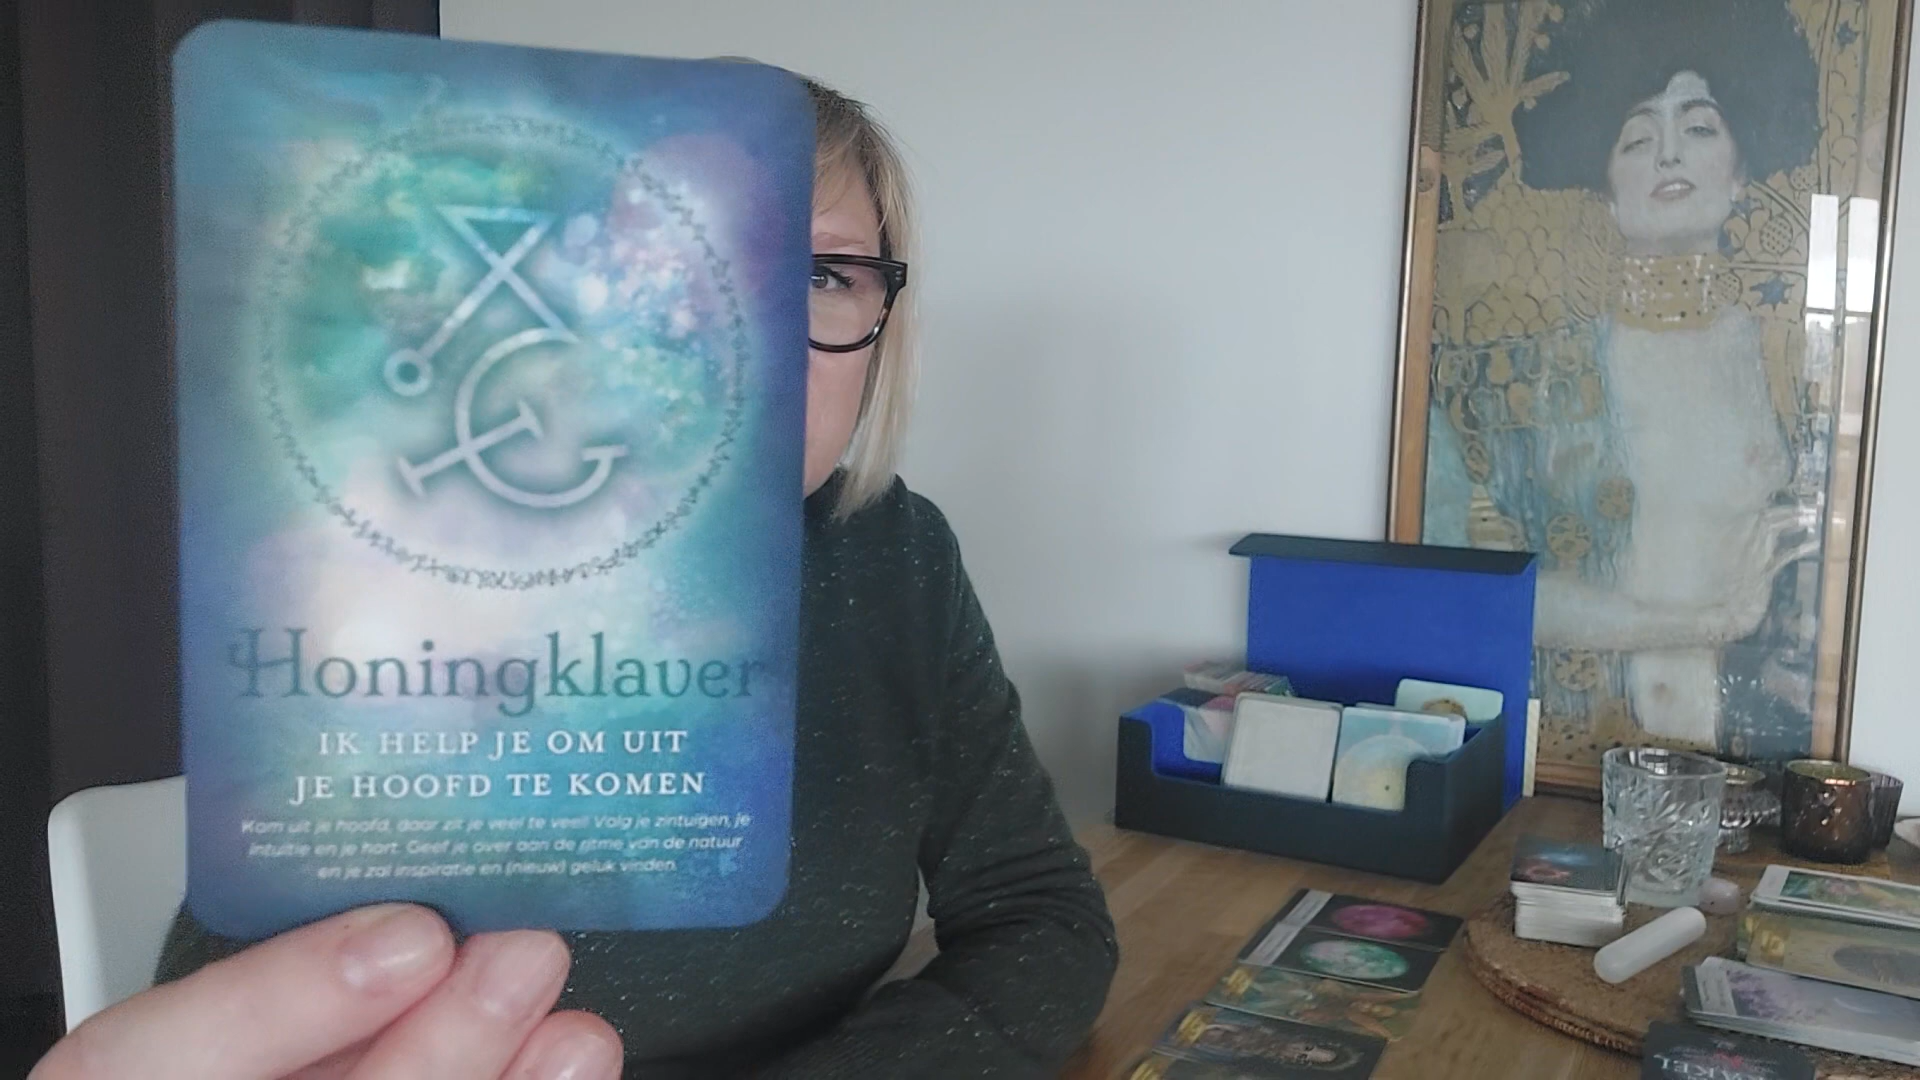 Honingklaver
IK HELP JE OM UIT
JE HOOFD TE KOMEN
Kom uit je hoofd, daar zit je veel te veel! Volg je zintuigen, je
intuïtie en je hart. Geef je over aan de ritme van de natuur
en je zal inspiratie en (nieuw) geluk vinden.